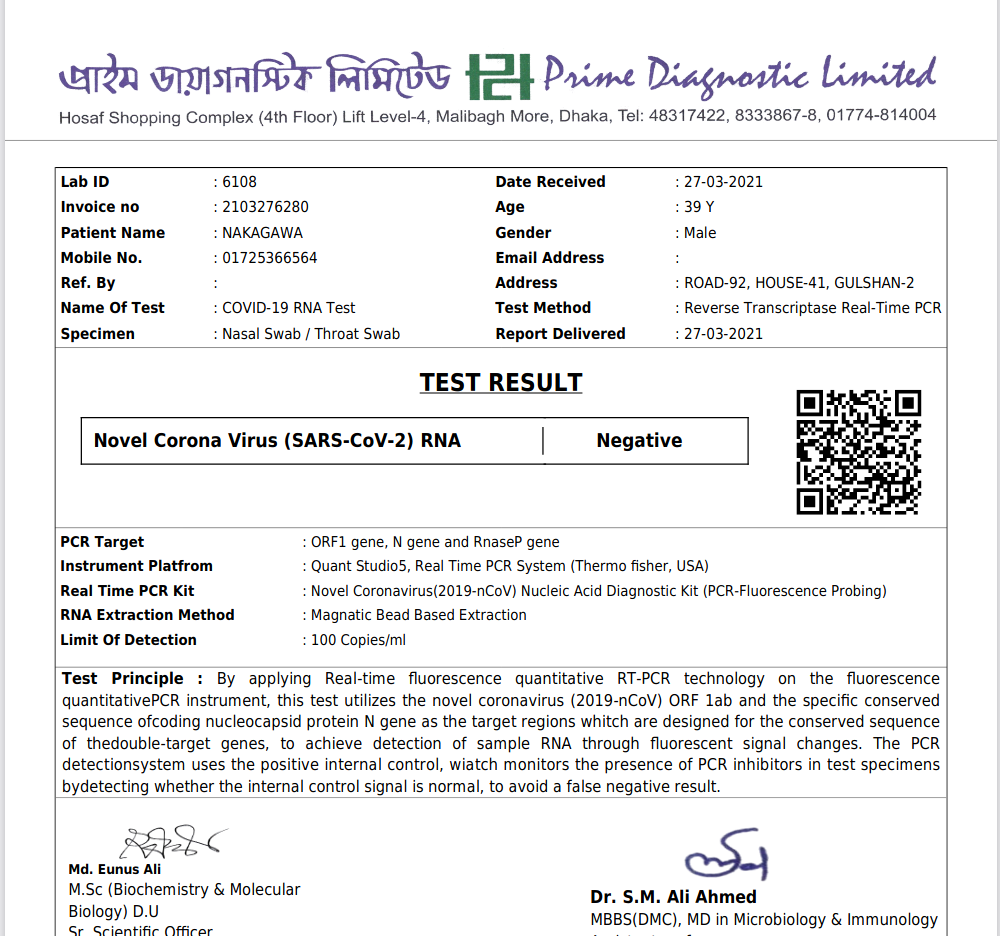 প্রাইম ডায়াগনস্টিক লিমিটেড Prime Diagnostic Limited
Hosaf Shopping Complex (4th Floor) Lift Level-4, Malibagh More, Dhaka, Tel: 48317422, 8333867-8, 01774-814004
Lab ID : 6108 Date Received : 27-03-2021
Invoice no : 2103276280 Age : 39 Y
Patient Name : NAKAGAWA Gender : Male
Mobile No. : 01725366564 Email Address :
Ref. By : Address : ROAD-92, HOUSE-41, GULSHAN-2
Name Of Test : COVID-19 RNA Test Test Method : Reverse Transcriptase Real-Time PCR
Specimen : Nasal Swab / Throat Swab Report Delivered : 27-03-2021
TEST RESULT
Novel Corona Virus (SARS-CoV-2) RNA Negative
PCR Target : ORF1 gene, N gene and RnaseP gene
Instrument Platfrom : Quant Studio5, Real Time PCR System (Thermo fisher, USA)
Real Time PCR Kit : Novel Coronavirus(2019-nCoV) Nucleic Acid Diagnostic Kit (PCR-Fluorescence Probing)
RNA Extraction Method : Magnatic Bead Based Extraction
Limit Of Detection : 100 Copies/ml
Test Principle : By applying Real-time fluorescence quantitative RT-PCR technology on the fluorescence
quantitativePCR instrument, this test utilizes the novel coronavirus (2019-nCoV) ORF 1ab and the specific conserved
sequence ofcoding nucleocapsid protein N gene as the target regions whitch are designed for the conserved sequence
of thedouble-target genes, to achieve detection of sample RNA through fluorescent signal changes. The PCR
detectionsystem uses the positive internal control, wiatch monitors the presence of PCR inhibitors in test specimens
bydetecting whether the internal control signal is normal, to avoid a false negative result.
Md. Eunus Ali
M.Sc (Biochemistry & Molecular
Biology) D.U
Sr. Scientific Officer
Dr. S.M. Ali Ahmed
MBBS(DMC), MD in Microbiology & Immunology